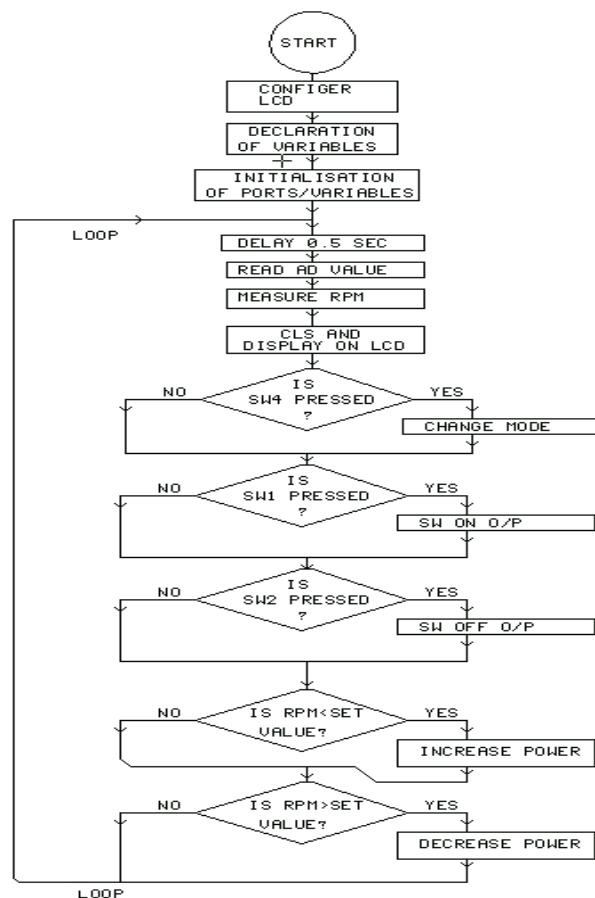 START
CONFIGER
LCD
DECLARATION
OF VARIABLES
INITIALISATION
OF PORTS/VARIABLES
LOOP
DELAY 0.5 SEC
READ AD VALUE
MEASURE RPM
CLS AND
DISPLAY ON LCD
IS
NO
YES
SW4 PRESSED
?
CHANGE MODE
IS
NO
YES
SW1 PRESSED
?
SW ON O/P
IS
NO
YES
SW2 PRESSED
?
SW OFF O/P
NO
IS RPM<SET
YES
VALUE?
INCREASE POWER
NO
IS RPM>SET
YES
VALUE?
DECREASE POWER
LOOP